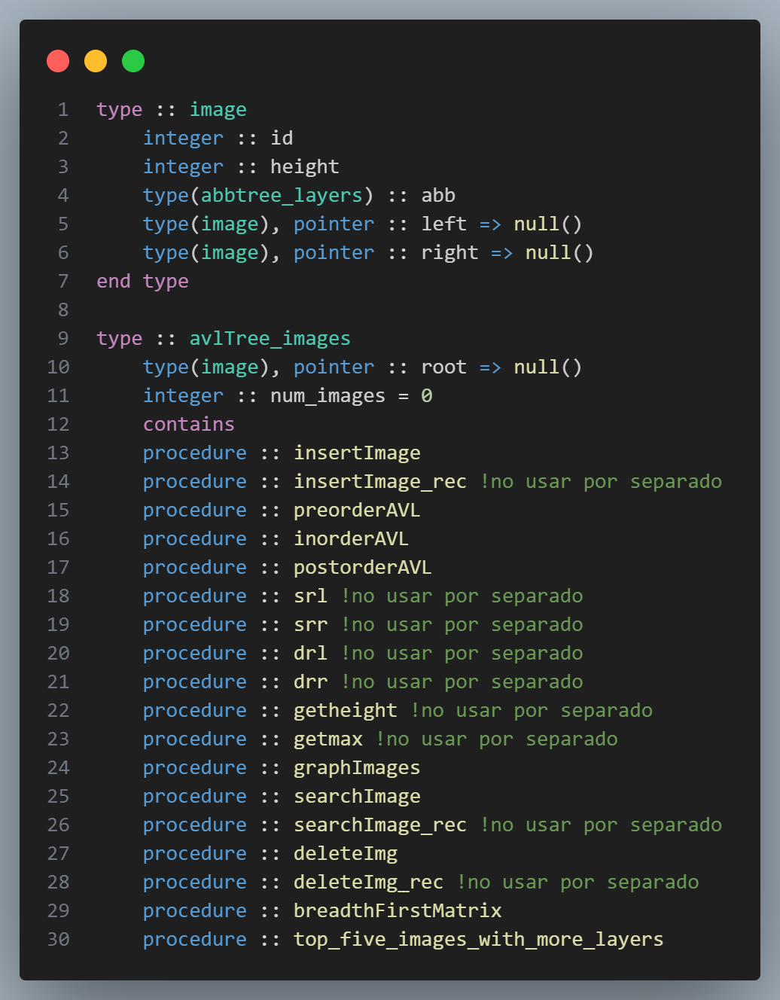 1 type :: image
2 integer :: id
3 integer :: height
4 type(abbtree_layers) :: abb
5 type(image), pointer :: left => null()
6 type(image), pointer :: right => null()
7 end type
8
9 type :: avlTree_images
10 type(image), pointer :: root => null()
11 integer :: num_images = 0
12 contains
13 procedure :: insertImage
14 procedure :: insertImage_rec !no usar por separado
15 procedure :: preorderAVL
16 procedure :: inorderAVL
17 procedure :: postorderAVL
18 procedure :: srl !no usar por separado
19 procedure :: srr !no usar por separado
20 procedure :: drl !no usar por separado
21 procedure :: drr !no usar por separado
22 procedure :: getheight !no usar por separado
23 procedure :: getmax !no usar por separado
24 procedure :: graphImages
25 procedure :: searchImage
26 procedure :: searchImage_rec !no usar por separado
27 procedure :: deleteImg
28 procedure :: deleteImg_rec !no usar por separado
29 procedure :: breadthFirstMatrix
30 procedure :: top_five_images_with_more_layers